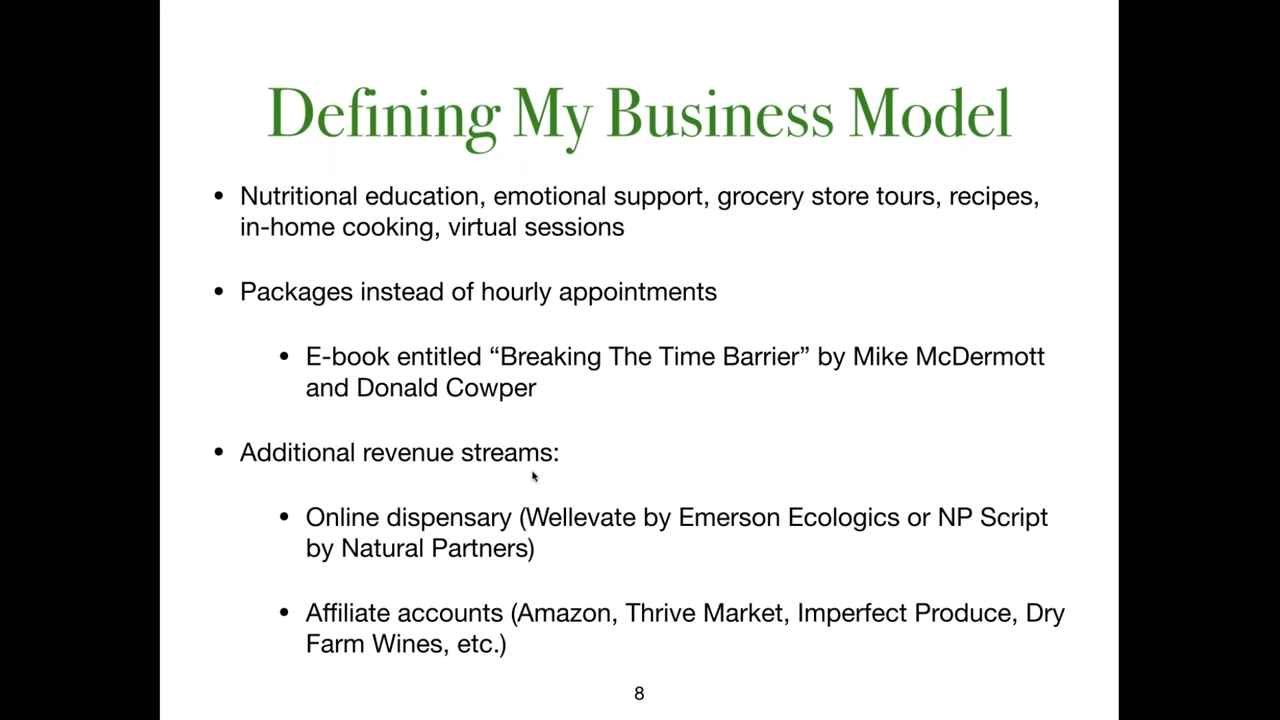 Defining My Business Model
• Nutritional education, emotional support, grocery store tours, recipes,
in-home cooking, virtual sessions
• Packages instead of hourly appointments
• E-book entitled “Breaking The Time Barrier” by Mike McDermott
and Donald Cowper
• Additional revenue streams:
• Online dispensary (Wellevate by Emerson Ecologics or NP Script
by Natural Partners)
• Affiliate accounts (Amazon, Thrive Market, Imperfect Produce, Dry
Farm Wines, etc.)
8